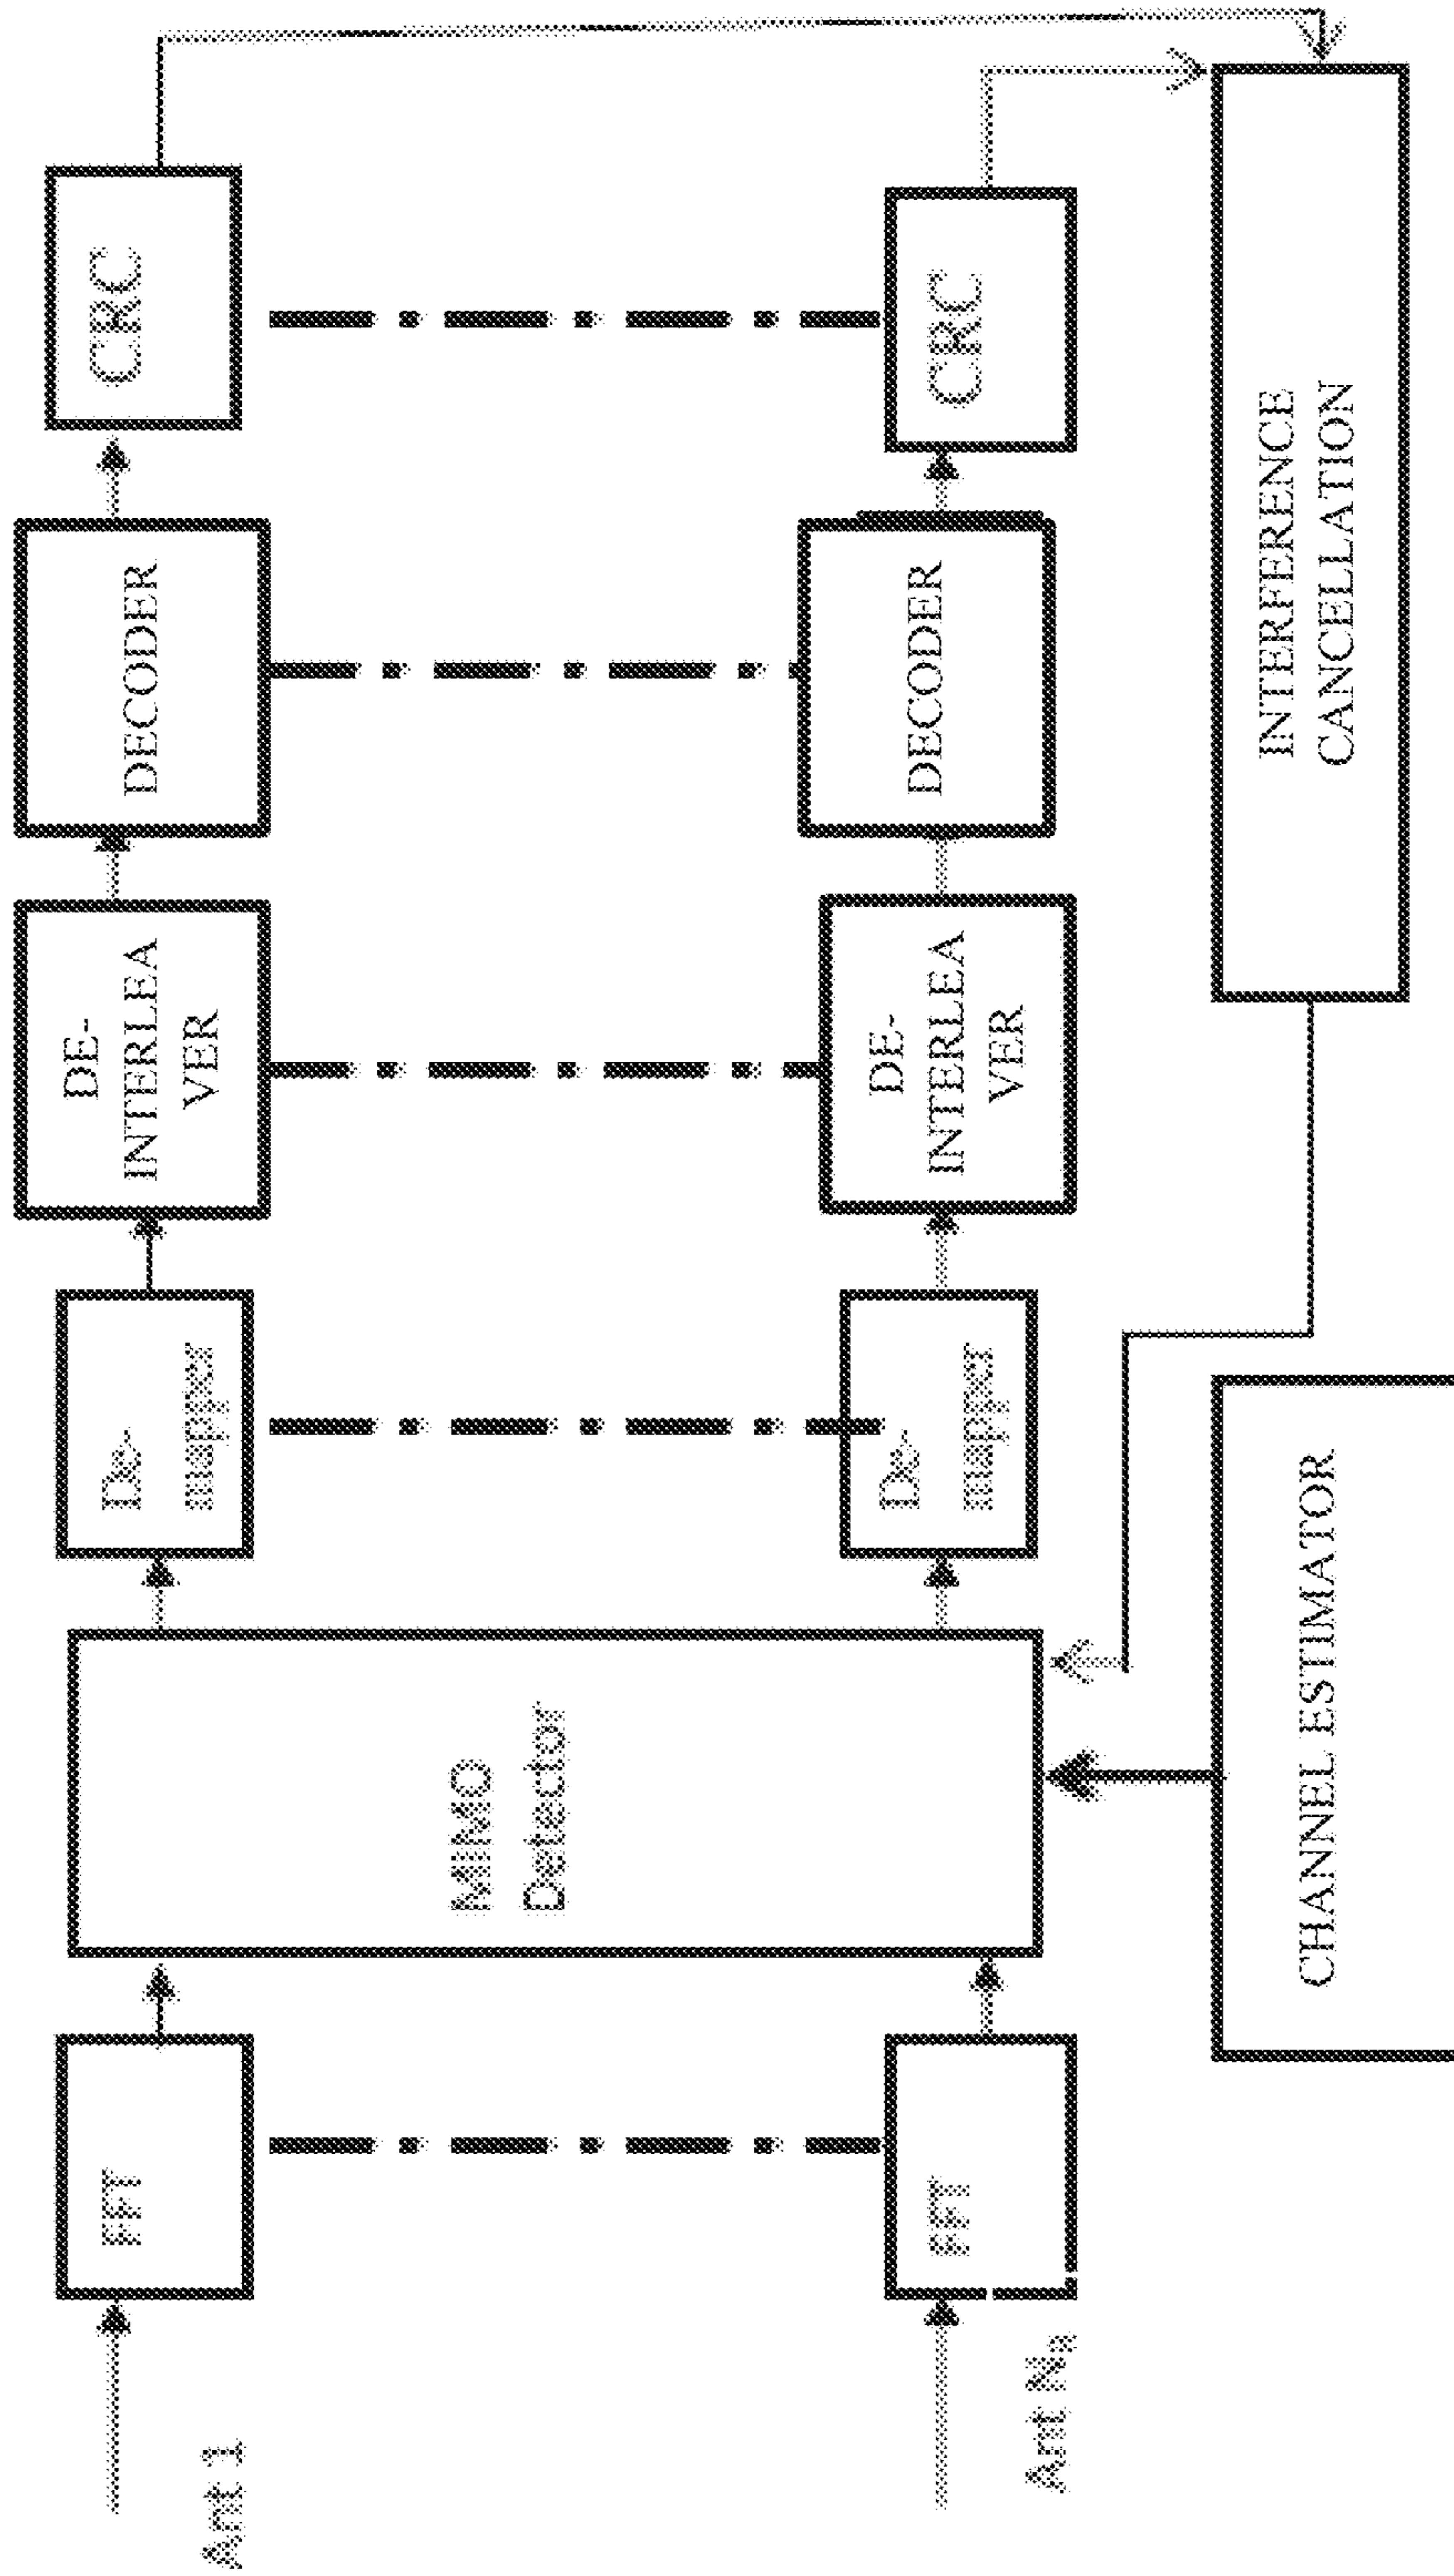 Ant 1
FFT
MIMO
Detector
De-
mapper
DE-
INTERLEA
VER
DECODER
CRC
Ant N_R
FFT
De-
mapper
DE-
INTERLEA
VER
DECODER
CRC
CHANNEL ESTIMATOR
INTERFERENCE
CANCELLATION